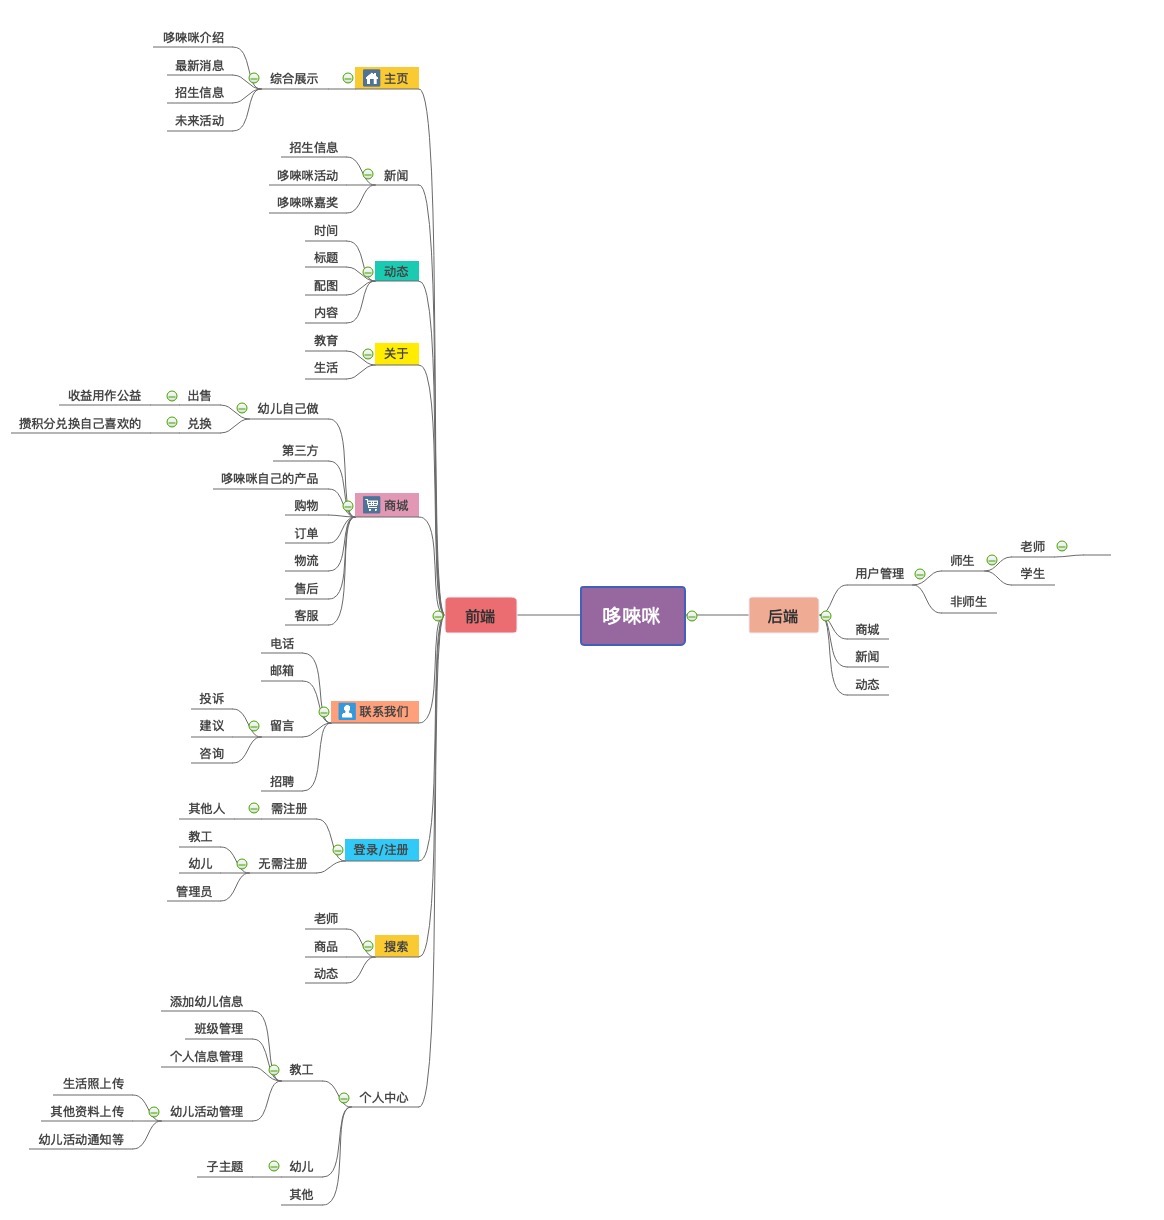 哆唻咪
前端
主页
综合展示
哆唻咪介绍
最新消息
招生信息
未来活动
新闻
招生信息
哆唻咪活动
哆唻咪嘉奖
动态
时间
标题
配图
内容
关于
教育
生活
商城
幼儿自己做
出售
收益用作公益
兑换
攒积分兑换自己喜欢的
第三方
哆唻咪自己的产品
购物
订单
物流
售后
客服
联系我们
电话
邮箱
留言
投诉
建议
咨询
招聘
登录/注册
需注册
其他人
无需注册
教工
幼儿
管理员
搜索
老师
商品
动态
个人中心
教工
添加幼儿信息
班级管理
个人信息管理
幼儿活动管理
生活照上传
其他资料上传
幼儿活动通知等
幼儿
子主题
其他
后端
用户管理
师生
老师
学生
非师生
商城
新闻
动态